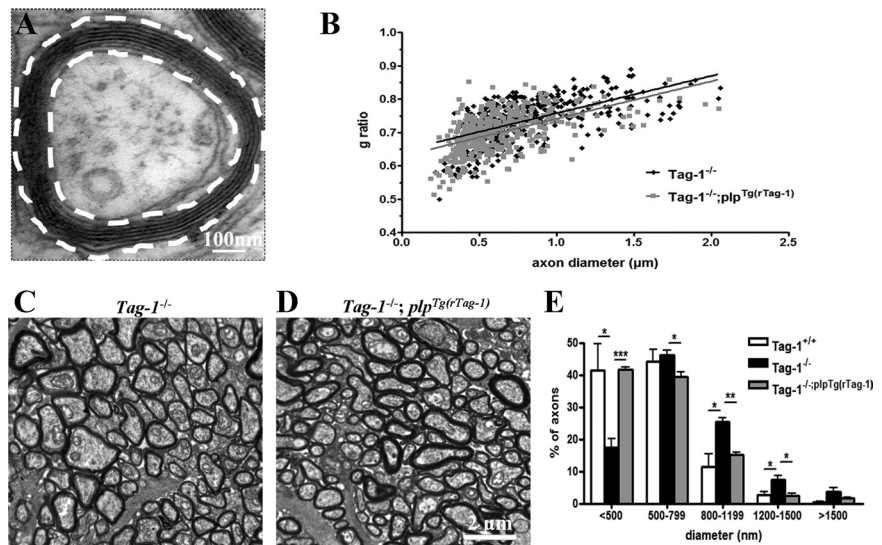 A
100nm
B
g ratio
1.0
0.9
0.8
0.7
0.6
0.5
0.4
0.0 0.5 1.0 1.5 2.0 2.5
axon diameter (µm)
Tag-1-/-
Tag-1-/-;plpTg(rTag-1)
C Tag-1-/-
D Tag-1-/-; plpTg(rTag-1)
2 µm
E
% of axons
50
40
30
20
10
0
* *** * * ** * *
<500 500-799 800-1199 1200-1500 >1500
diameter (nm)
Tag-1+/+
Tag-1-/-
Tag-1-/-;plpTg(rTag-1)